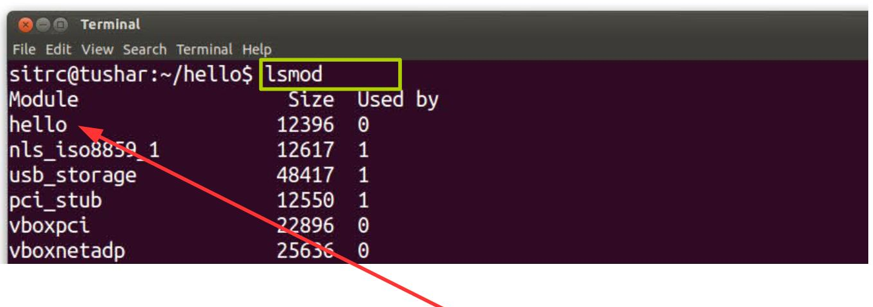 Terminal
File Edit View Search Terminal Help
sitrc@tushar:~/hello$ lsmod
Module Size Used by
hello 12396 0
nls_iso8859_1 12617 1
usb_storage 48417 1
pci_stub 12550 1
vboxpci 22896 0
vboxnetadp 25636 0